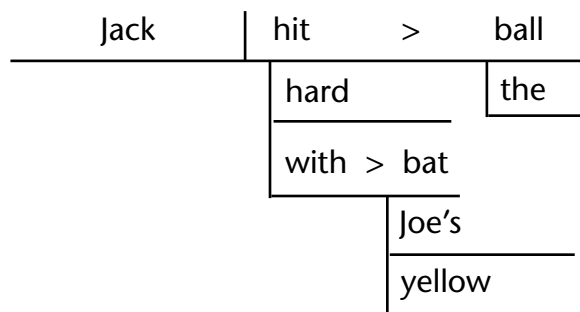 Jack hit > ball
hard the
with > bat
Joe's
yellow